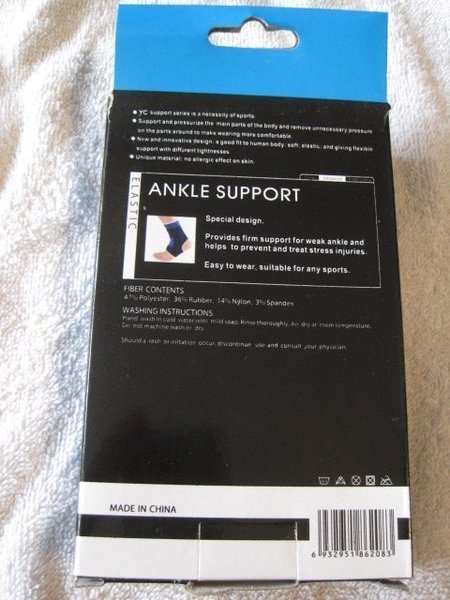 ● YC support series is a necessity of sports.
● Support and pressurize the main parts of the body and remove unnecessary pressure
on the parts around to make wearing more comfortable.
● New and innovative design, a good fit to human body: soft, elastic, and giving flexible
support with different tightnesses
● Unique material: no allergic effect on skin.
ELASTIC
ANKLE SUPPORT
Special design.
Provides firm support for weak ankle and
helps to prevent and treat stress injuries.
Easy to wear, suitable for any sports.
FIBER CONTENTS
47% Polyester, 36% Rubber, 14% Nylon, 3% Spandex
WASHING INSTRUCTIONS
Hand wash in cold water with mild soap, Rinse thoroughly. Air dry at room temperature.
Do not machine wash or dry.
Should a rash or irritation occur, discontinue use and consult your physician.
MADE IN CHINA
6 932951 862083